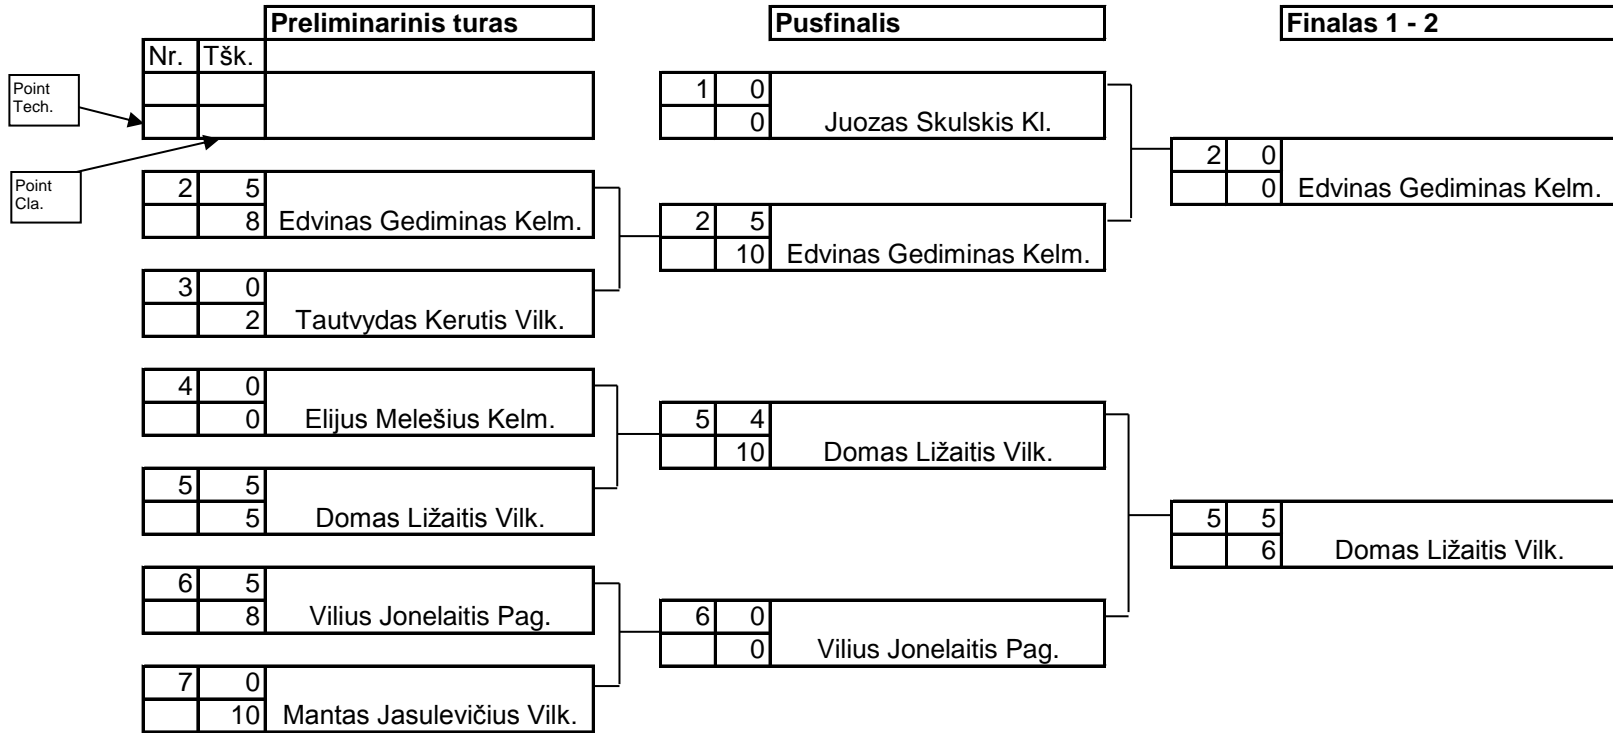 Preliminarinis turas Pusfinalis Finalas 1 - 2
Nr. Tšk.
Point
Tech.
1 0
0 Juozas Skulskis Kl.
2 0
0 Edvinas Gediminas Kelm.
Point
Cla.
2 5
8 Edvinas Gediminas Kelm.
2 5
10 Edvinas Gediminas Kelm.
3 0
2 Tautvydas Kerutis Vilk.
4 0
0 Elijus Melešius Kelm.
5 4
10 Domas Ližaitis Vilk.
5 5
5 Domas Ližaitis Vilk.
5 5
6 Domas Ližaitis Vilk.
6 5
8 Vilius Jonelaitis Pag.
6 0
0 Vilius Jonelaitis Pag.
7 0
10 Mantas Jasulevičius Vilk.